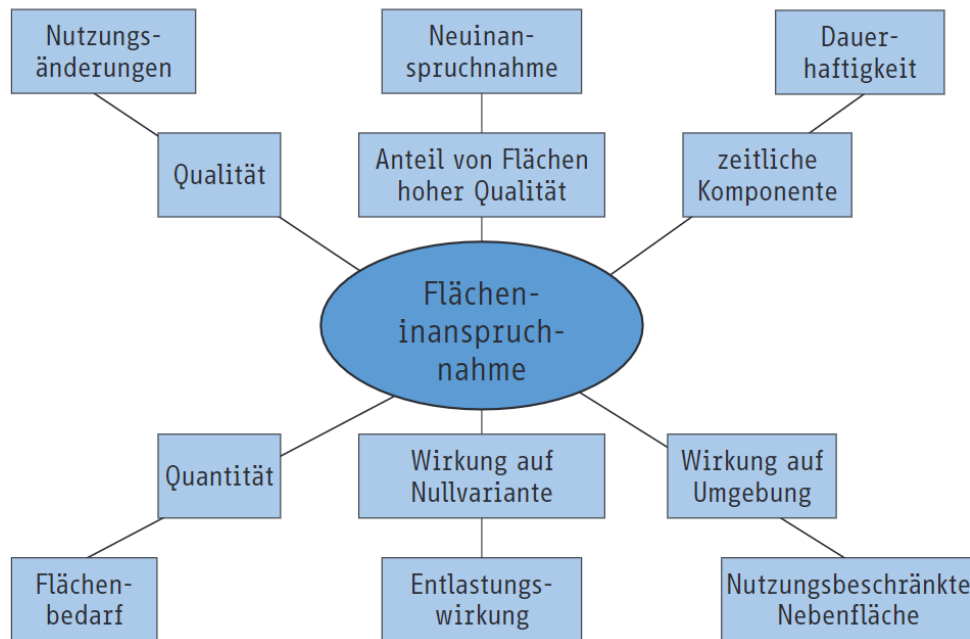 Nutzungs-
änderungen
Neuinan-
spruchnahme
Dauer-
haftigkeit
Qualität
Anteil von Flächen
hoher Qualität
zeitliche
Komponente
Flächen-
inanspruch-
nahme
Quantität
Wirkung auf
Nullvariante
Wirkung auf
Umgebung
Flächen-
bedarf
Entlastungs-
wirkung
Nutzungsbeschränkte
Nebenfläche